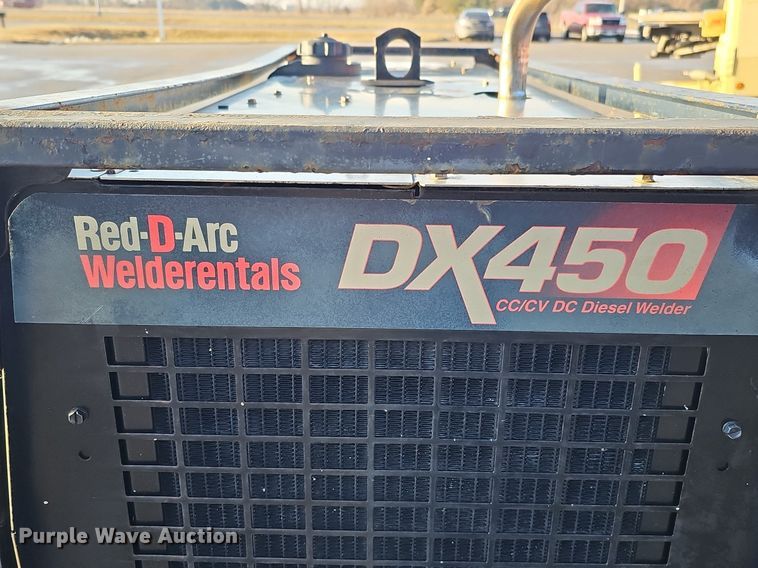 Red-D-Arc
Welderentals
DX450
CC/CV DC Diesel Welder
Purple Wave Auction